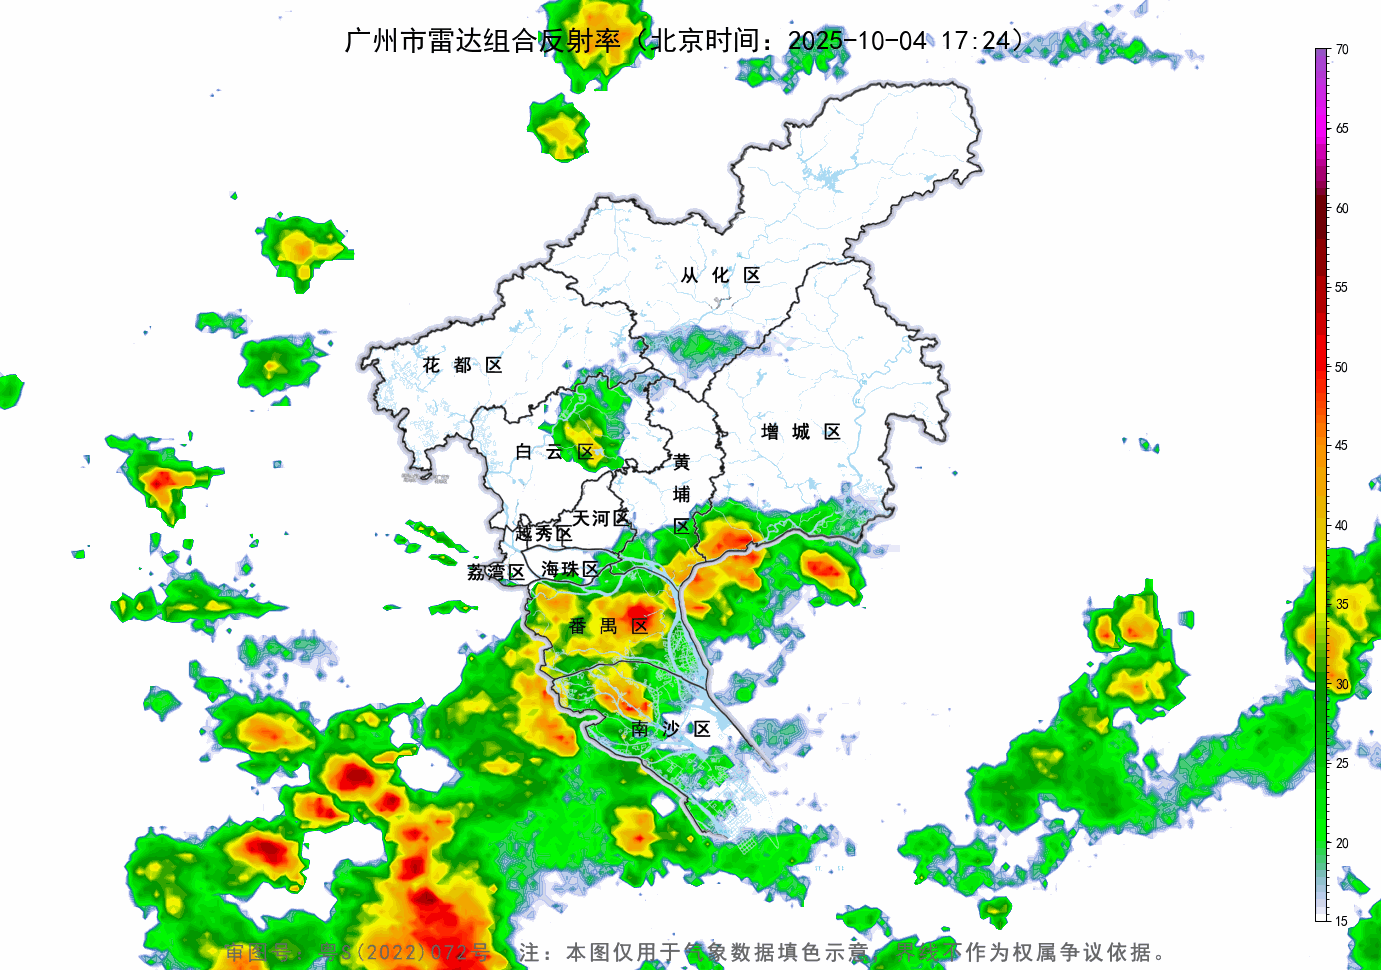 广州市雷达组合反射率（北京时间：2025-10-04 17:24）
70
65
60
55
50
45
40
35
30
25
20
15
从化区
花都区
增城区
白云区
黄埔区
天河区
越秀区
海珠区
荔湾区
番禺区
南沙区
审图号：粤S(2022)072号 注：本图仅用于气象数据填色示意，界线不作为权属争议依据。